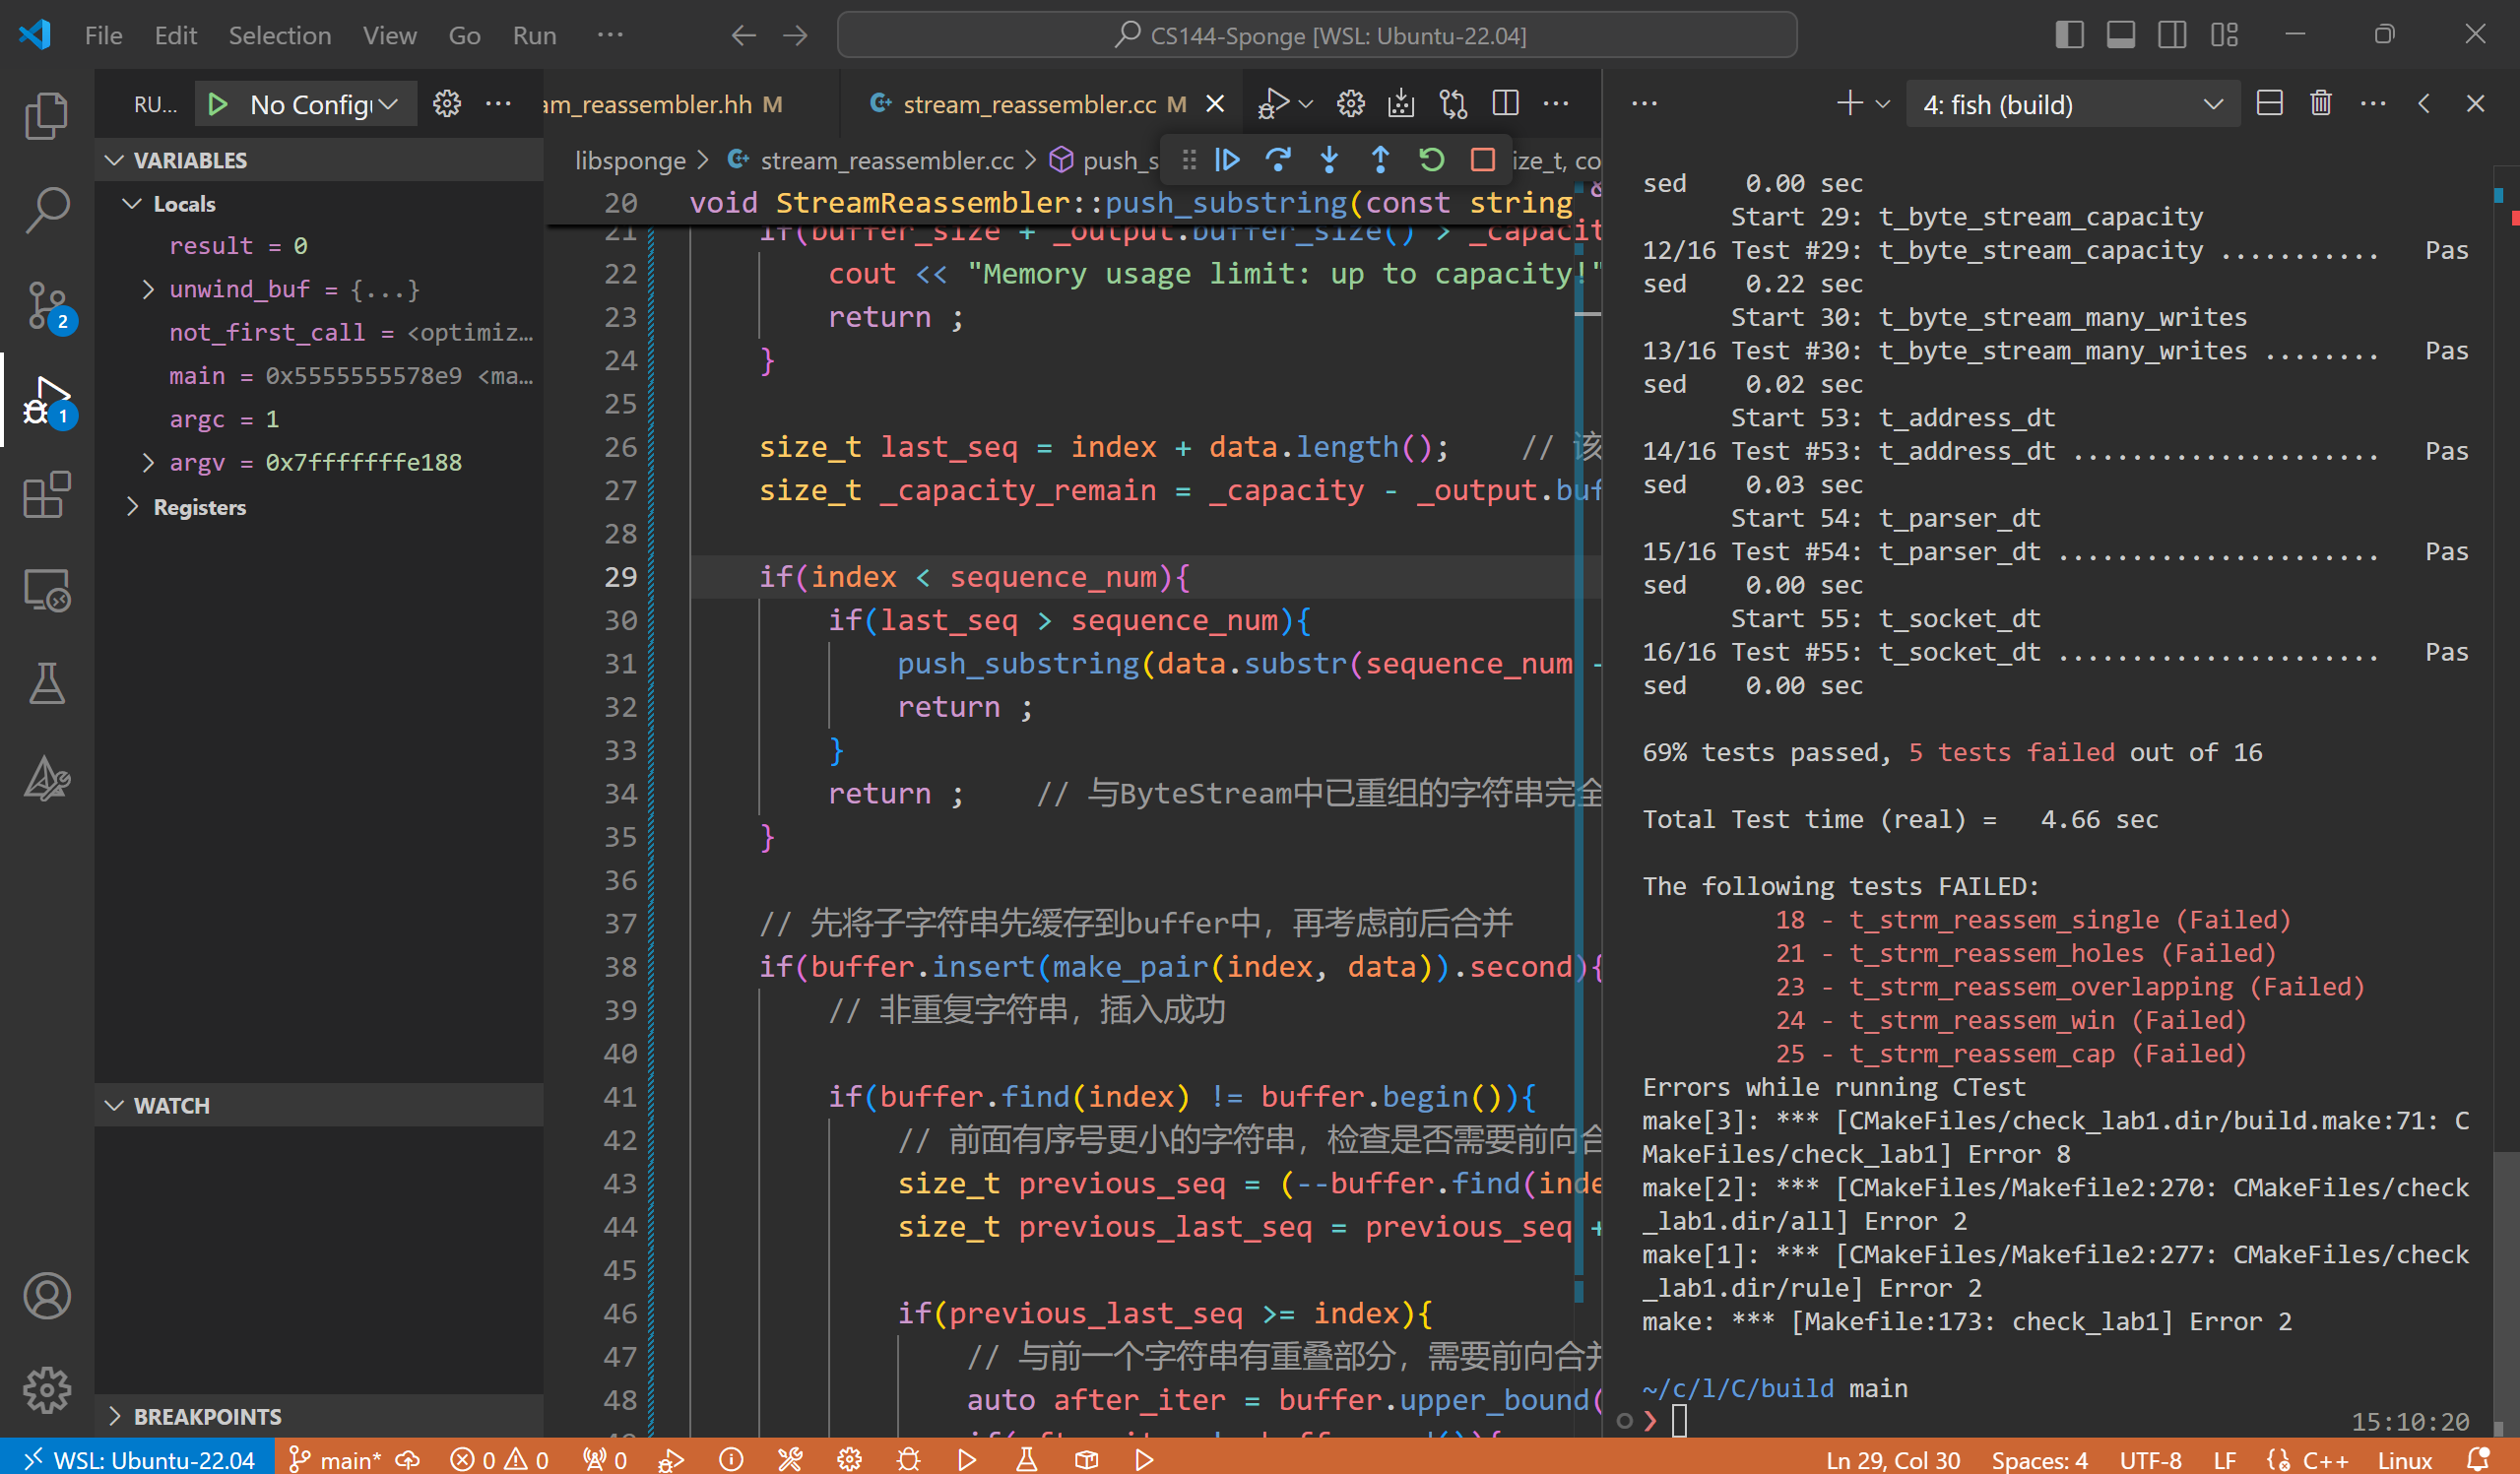 File Edit Selection View Go Run ···
CS144-Sponge [WSL: Ubuntu-22.04]
RU...
No Config
am_reassembler.hh M
stream_reassembler.cc M
4: fish (build)
VARIABLES
Locals
result = 0
unwind_buf = {...}
not_first_call = <optimiz…
main = 0x5555555578e9 <ma…
argc = 1
argv = 0x7fffffffe188
Registers
WATCH
BREAKPOINTS
2
1
libsponge > stream_reassembler.cc > push_s
ize_t, co
20 void StreamReassembler::push_substring(const string &
21 if(buffer_size + _output.buffer_size() > _capacit
22 cout << "Memory usage limit: up to capacity!"
23 return ;
24 }
25
26 size_t last_seq = index + data.length(); // 该
27 size_t _capacity_remain = _capacity - _output.buf
28
29 if(index < sequence_num){
30 if(last_seq > sequence_num){
31 push_substring(data.substr(sequence_num -
32 return ;
33 }
34 return ; // 与ByteStream中已重组的字符串完全
35 }
36
37 // 先将子字符串先缓存到buffer中，再考虑前后合并
38 if(buffer.insert(make_pair(index, data)).second){
39 // 非重复字符串，插入成功
40
41 if(buffer.find(index) != buffer.begin()){
42 // 前面有序号更小的字符串，检查是否需要前向合
43 size_t previous_seq = (--buffer.find(inde
44 size_t previous_last_seq = previous_seq +
45
46 if(previous_last_seq >= index){
47 // 与前一个字符串有重叠部分，需要前向合并
48 auto after_iter = buffer.upper_bound(
sed 0.00 sec
Start 29: t_byte_stream_capacity
12/16 Test #29: t_byte_stream_capacity ........... Pas
sed 0.22 sec
Start 30: t_byte_stream_many_writes
13/16 Test #30: t_byte_stream_many_writes ........ Pas
sed 0.02 sec
Start 53: t_address_dt
14/16 Test #53: t_address_dt ..................... Pas
sed 0.03 sec
Start 54: t_parser_dt
15/16 Test #54: t_parser_dt ...................... Pas
sed 0.00 sec
Start 55: t_socket_dt
16/16 Test #55: t_socket_dt ...................... Pas
sed 0.00 sec
69% tests passed, 5 tests failed out of 16
Total Test time (real) = 4.66 sec
The following tests FAILED:
18 - t_strm_reassem_single (Failed)
21 - t_strm_reassem_holes (Failed)
23 - t_strm_reassem_overlapping (Failed)
24 - t_strm_reassem_win (Failed)
25 - t_strm_reassem_cap (Failed)
Errors while running CTest
make[3]: *** [CMakeFiles/check_lab1.dir/build.make:71: C
MakeFiles/check_lab1] Error 8
make[2]: *** [CMakeFiles/Makefile2:270: CMakeFiles/check
_lab1.dir/all] Error 2
make[1]: *** [CMakeFiles/Makefile2:277: CMakeFiles/check
_lab1.dir/rule] Error 2
make: *** [Makefile:173: check_lab1] Error 2
~/c/l/C/build main
❯
15:10:20
WSL: Ubuntu-22.04 main* 0 0 0 Ln 29, Col 30 Spaces: 4 UTF-8 LF C++ Linux